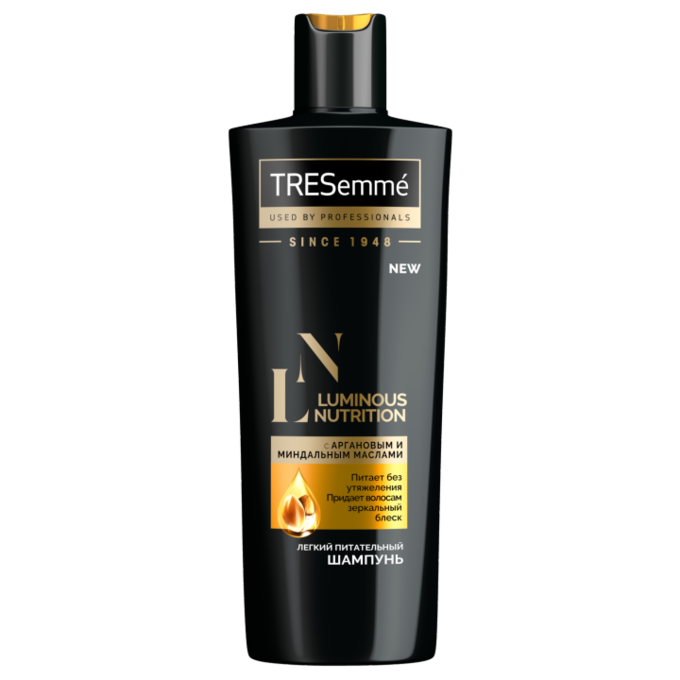 TRESemmé
USED BY PROFESSIONALS
SINCE 1948
NEW
LN
LUMINOUS
NUTRITION
с АРГАНОВЫМ И
МИНДАЛЬНЫМ МАСЛАМИ
Питает без
утяжеления
Придает волосам
зеркальный
блеск
ЛЕГКИЙ ПИТАТЕЛЬНЫЙ
ШАМПУНЬ